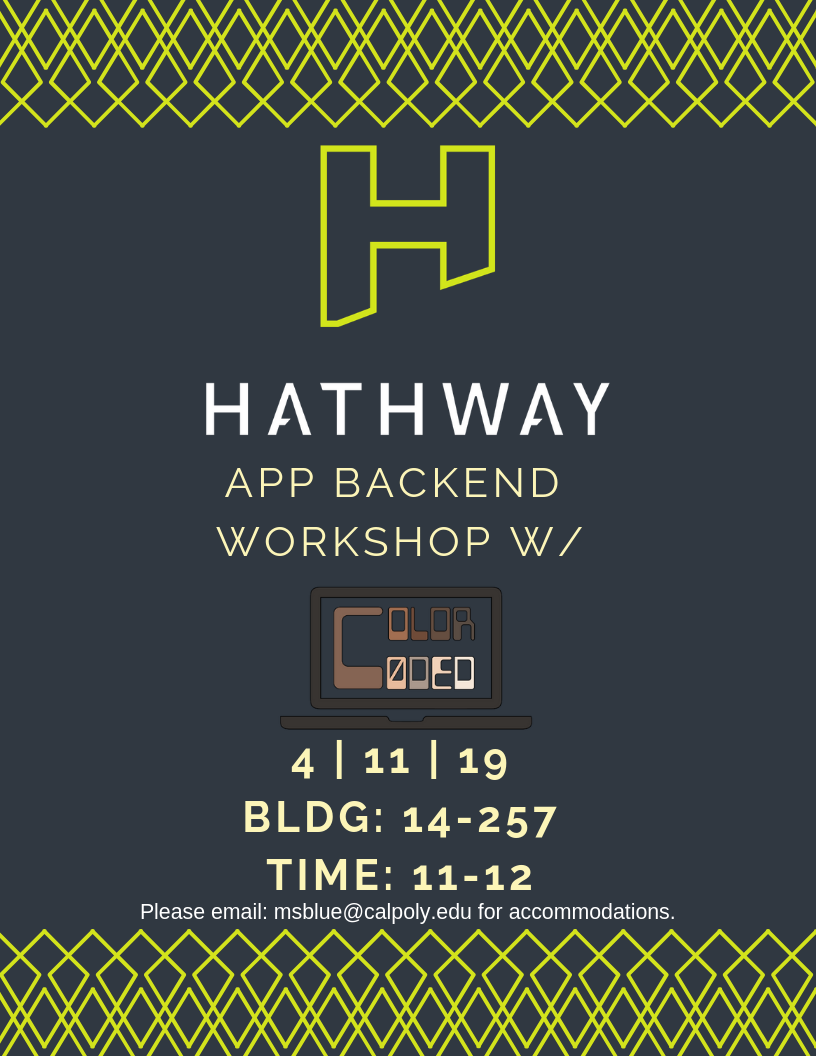 H
HATHWAY
APP BACKEND
WORKSHOP W/
COLOR
CØDED
4 | 11 | 19
BLDG: 14-257
TIME: 11-12
Please email: msblue@calpoly.edu for accommodations.